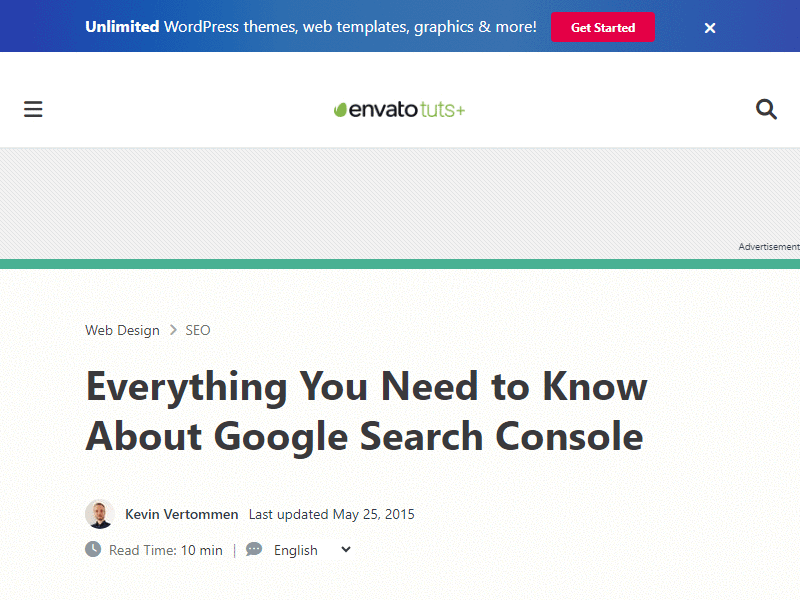 Unlimited WordPress themes, web templates, graphics & more! Get Started
envato tuts+
Advertisement
Web Design SEO
Everything You Need to Know
About Google Search Console
Kevin Vertommen Last updated May 25, 2015
Read Time: 10 min | English